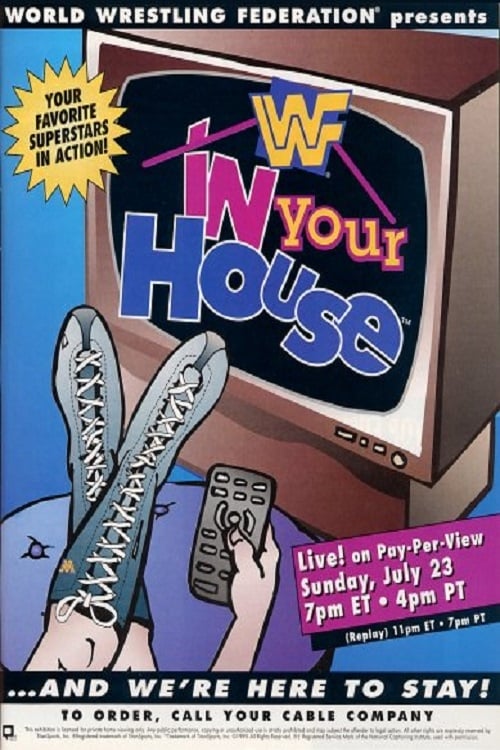 WORLD WRESTLING FEDERATION® presents
YOUR
FAVORITE
SUPERSTARS
IN ACTION!
WWF
IN your
HOUSE™
Live! on Pay-Per-View
Sunday, July 23
7pm ET • 4pm PT
(Replay) 11pm ET • 7pm PT
...AND WE'RE HERE TO STAY!
TO ORDER, CALL YOUR CABLE COMPANY